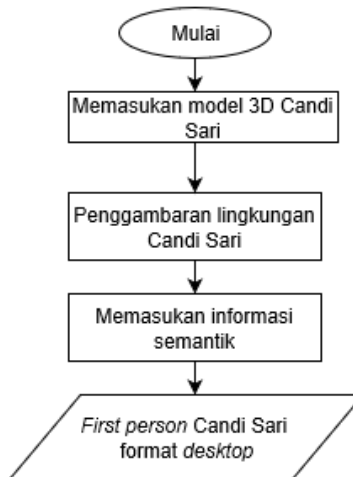 Mulai
Memasukan model 3D Candi
Sari
Penggambaran lingkungan
Candi Sari
Memasukan informasi
semantik
First person Candi Sari
format desktop